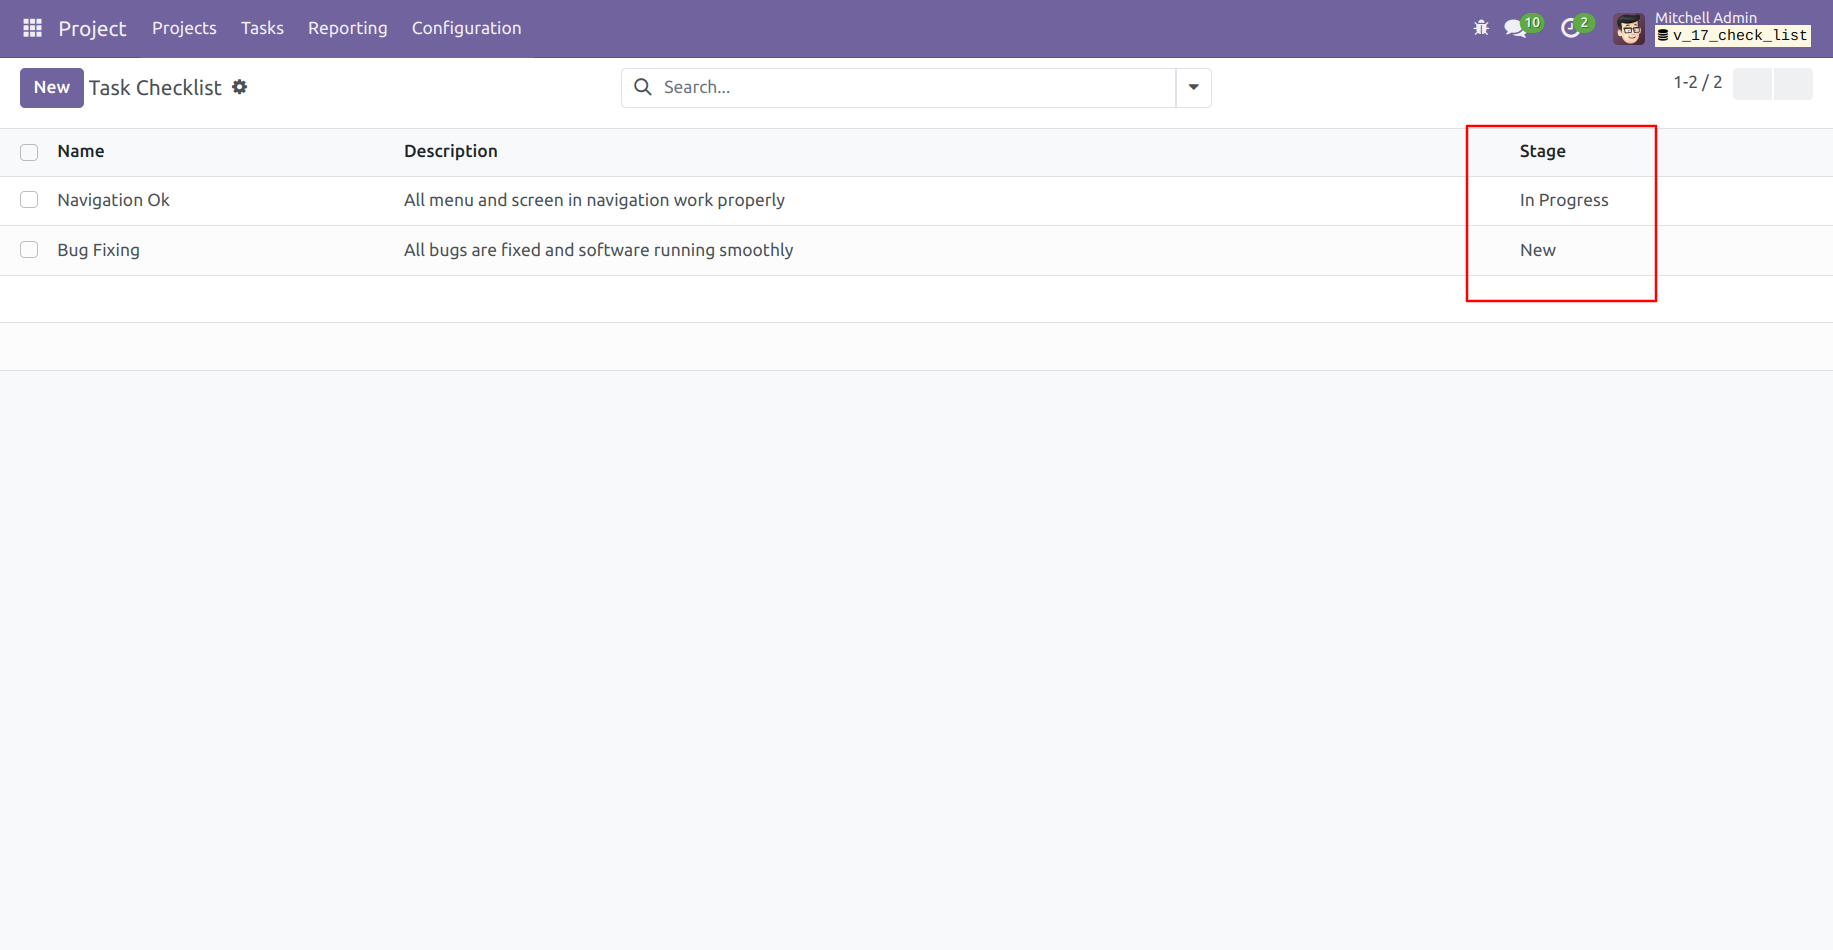 Project Projects Tasks Reporting Configuration 10 2 Mitchell Admin
v_17_check_list
New Task Checklist Search... 1-2 / 2
Name Description Stage
Navigation Ok All menu and screen in navigation work properly In Progress
Bug Fixing All bugs are fixed and software running smoothly New